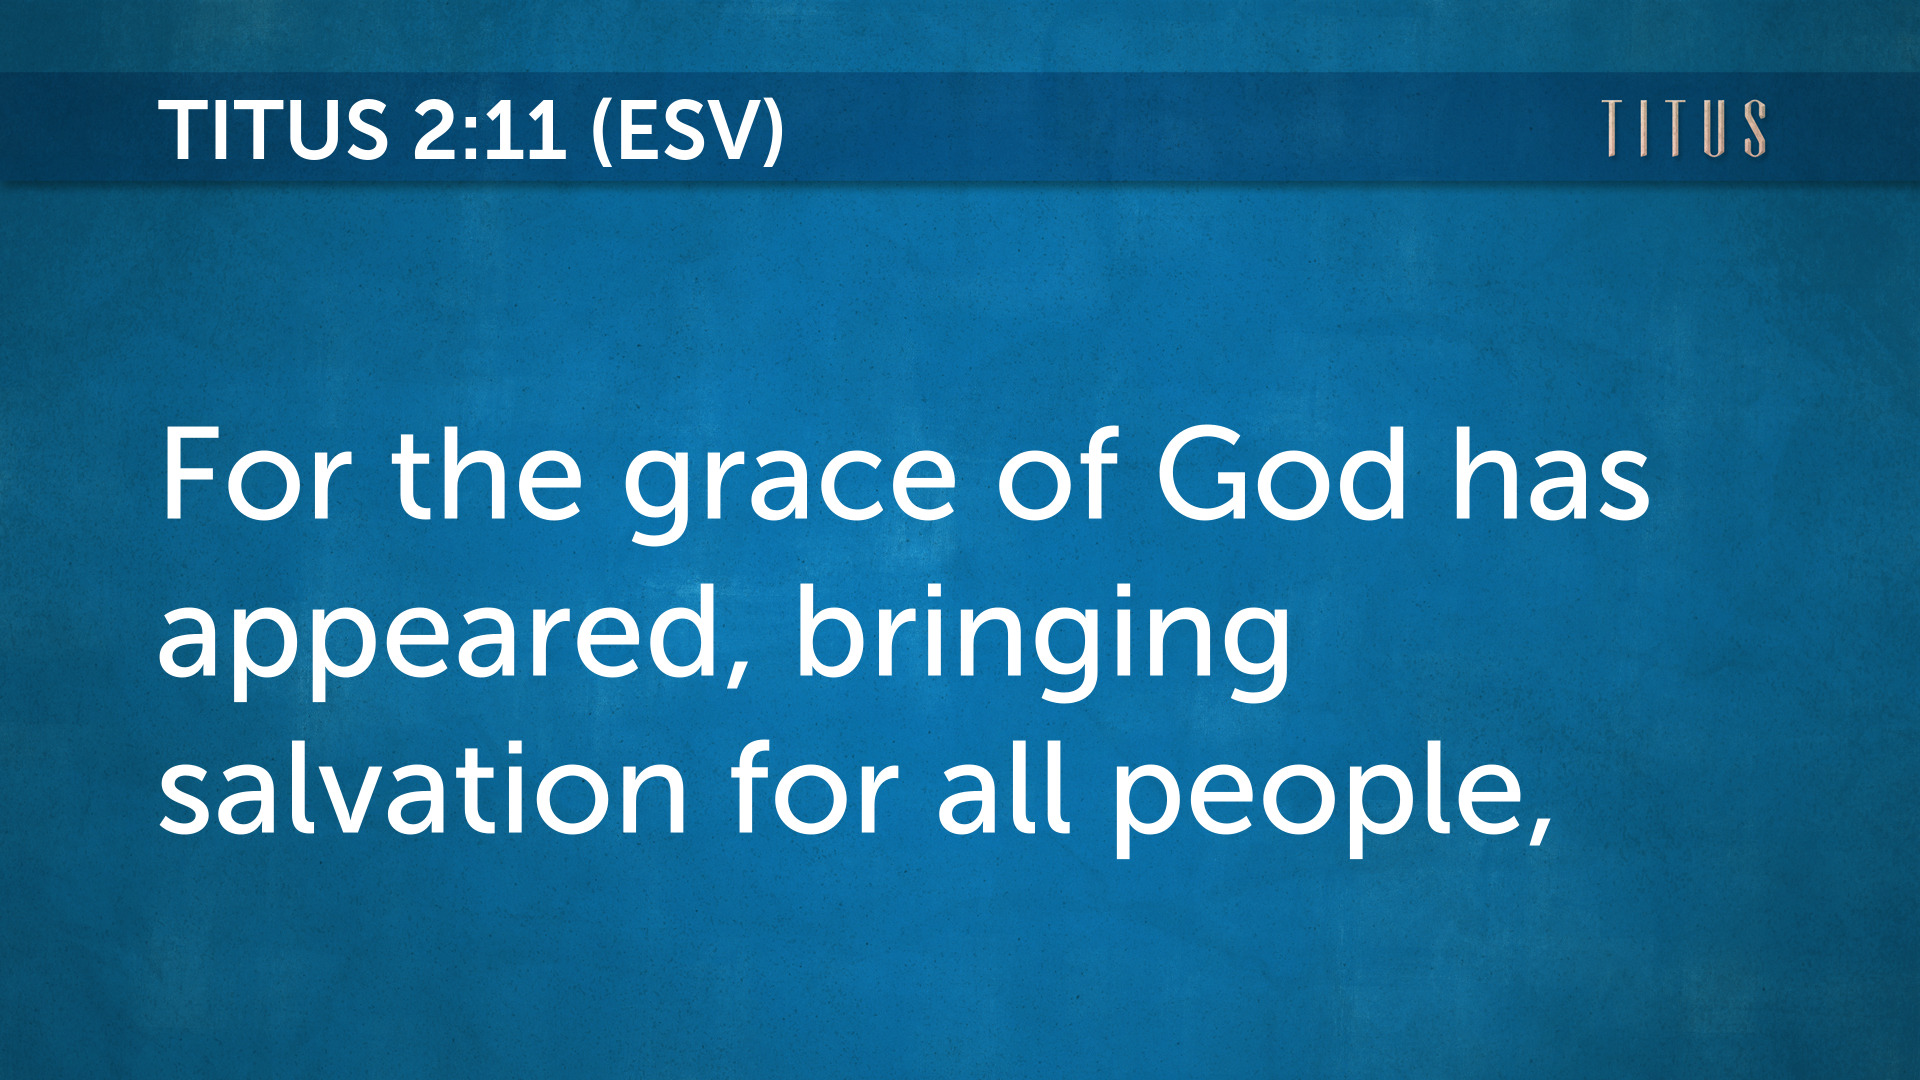 TITUS 2:11 (ESV)
TITUS
For the grace of God has
appeared, bringing
salvation for all people,